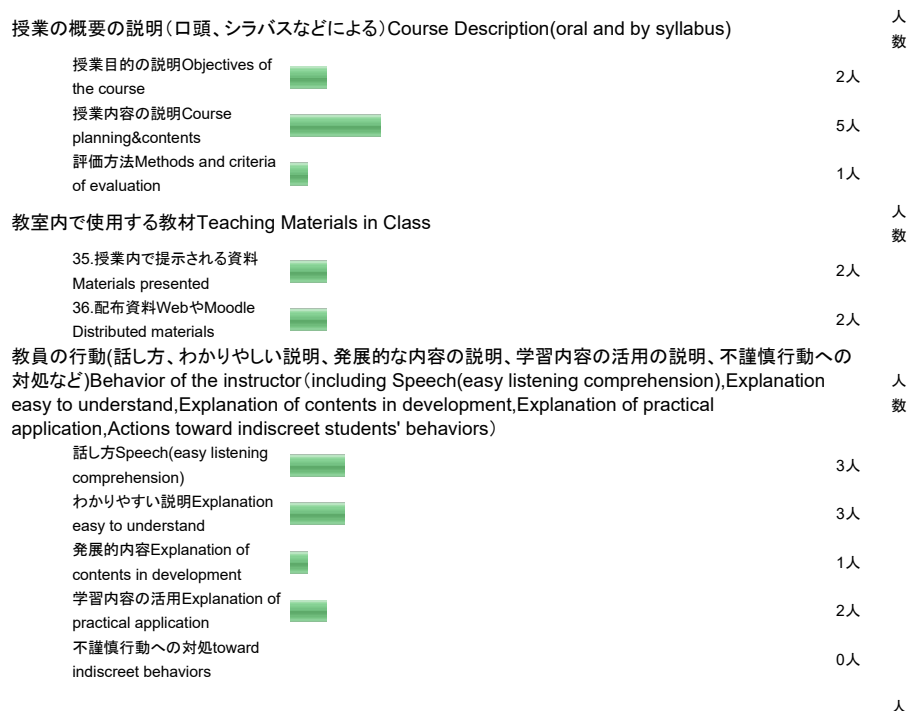 授業の概要の説明(口頭、シラバスなどによる)Course Description(oral and by syllabus)
人
数
授業目的の説明Objectives of
the course
2人
授業内容の説明Course
planning&contents
5人
評価方法Methods and criteria
of evaluation
1人
教室内で使用する教材Teaching Materials in Class
人
数
35.授業内で提示される資料
Materials presented
2人
36.配布資料WebやMoodle
Distributed materials
2人
教員の行動(話し方、わかりやしい説明、発展的な内容の説明、学習内容の活用の説明、不謹慎行動への
対処など)Behavior of the instructor(including Speech(easy listening comprehension),Explanation
easy to understand,Explanation of contents in development,Explanation of practical
application,Actions toward indiscreet students' behaviors)
人
数
話し方Speech(easy listening
comprehension)
3人
わかりやすい説明Explanation
easy to understand
3人
発展的内容Explanation of
contents in development
1人
学習内容の活用Explanation of
practical application
2人
不謹慎行動への対処toward
indiscreet behaviors
0人
人